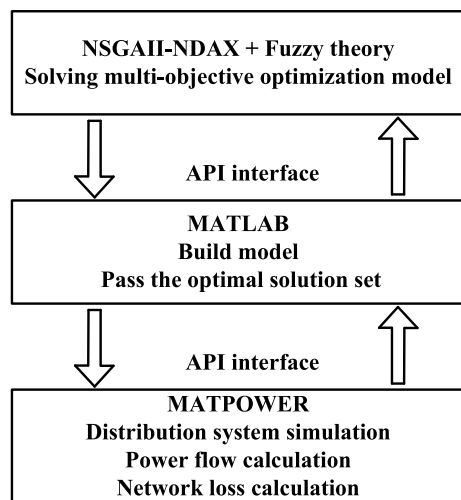 NSGAII-NDAX + Fuzzy theory
Solving multi-objective optimization model
API interface
MATLAB
Build model
Pass the optimal solution set
API interface
MATPOWER
Distribution system simulation
Power flow calculation
Network loss calculation